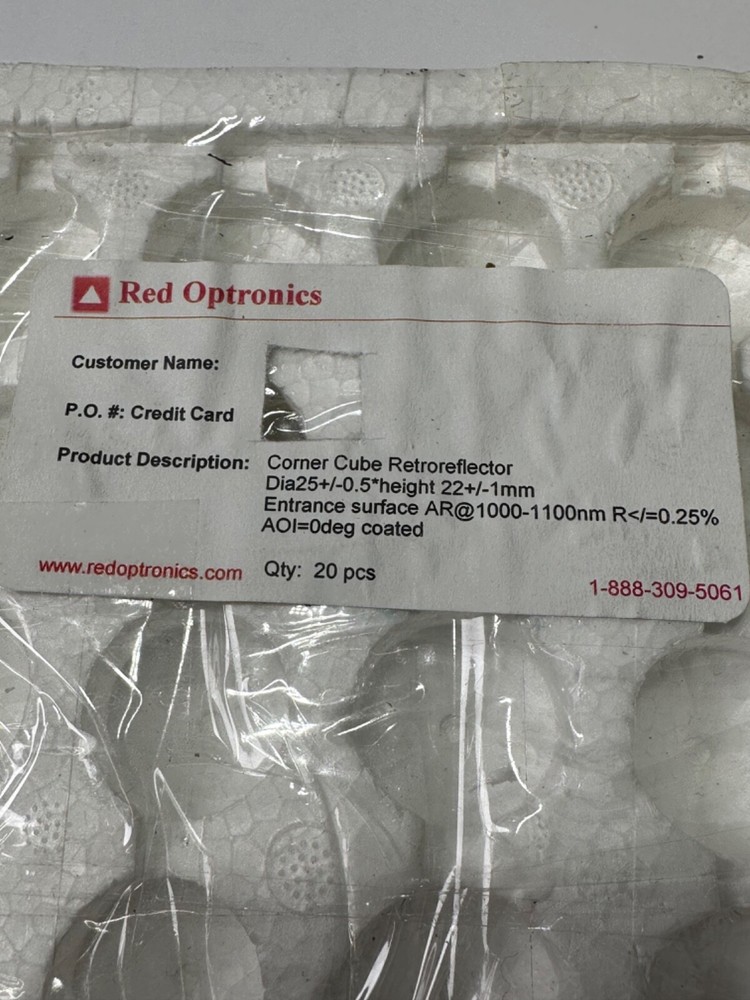 Red Optronics
Customer Name:
P.O. #: Credit Card
Product Description: Corner Cube Retroreflector
Dia25+/-0.5*height 22+/-1mm
Entrance surface AR@1000-1100nm R</=0.25%
AOI=0deg coated
www.redoptronics.com Qty: 20 pcs
1-888-309-5061